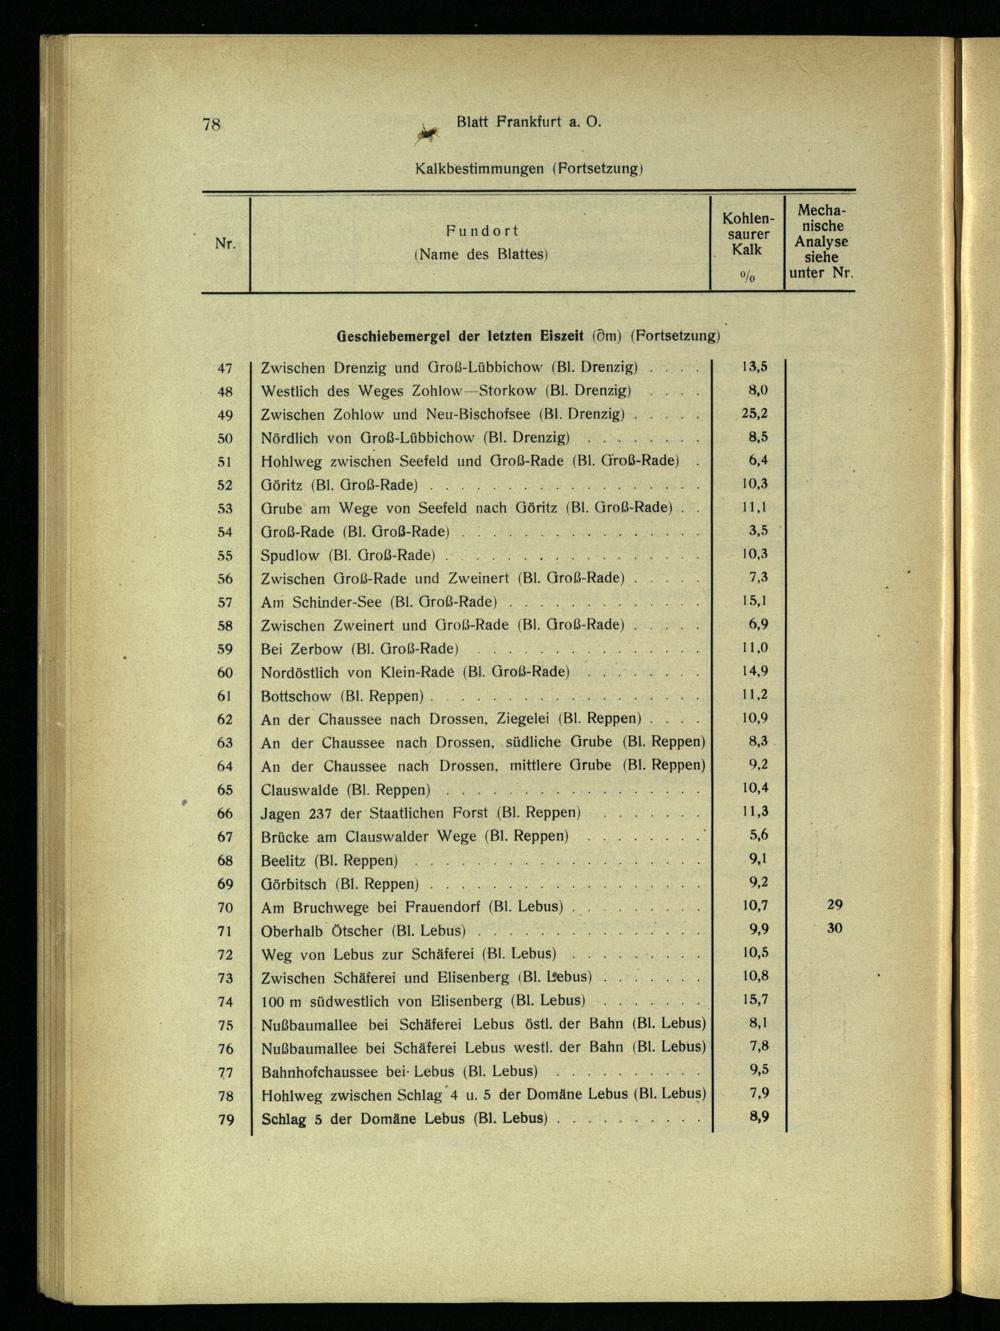 78
Blatt Frankfurt a. O.
Kalkbestimmungen (Fortsetzung)
Nr.
Fundort
(Name des Blattes)
Kohlen-
saurer
Kalk
%
Mecha-
nische
Analyse
siehe
unter Nr.
Geschiebemergel der letzten Eiszeit (∂m) (Fortsetzung)
47 Zwischen Drenzig und Groß-Lübbichow (Bl. Drenzig) . . . . 13,5
48 Westlich des Weges Zohlow—Storkow (Bl. Drenzig) . . . . 8,0
49 Zwischen Zohlow und Neu-Bischofsee (Bl. Drenzig) . . . . . 25,2
50 Nördlich von Groß-Lübbichow (Bl. Drenzig) . . . . . . . . 8,5
51 Hohlweg zwischen Seefeld und Groß-Rade (Bl. Groß-Rade) . 6,4
52 Göritz (Bl. Groß-Rade) . . . . . . . . . . . . . . . . . . 10,3
53 Grube am Wege von Seefeld nach Göritz (Bl. Groß-Rade) . . 11,1
54 Groß-Rade (Bl. Groß-Rade) . . . . . . . . . . . . . . . . 3,5
55 Spudlow (Bl. Groß-Rade) . . . . . . . . . . . . . . . . . 10,3
56 Zwischen Groß-Rade und Zweinert (Bl. Groß-Rade) . . . . . 7,3
57 Am Schinder-See (Bl. Groß-Rade) . . . . . . . . . . . . . 15,1
58 Zwischen Zweinert und Groß-Rade (Bl. Groß-Rade) . . . . . 6,9
59 Bei Zerbow (Bl. Groß-Rade) . . . . . . . . . . . . . . . 11,0
60 Nordöstlich von Klein-Rade (Bl. Groß-Rade) . . . . . . . . 14,9
61 Bottschow (Bl. Reppen) . . . . . . . . . . . . . . . . . . 11,2
62 An der Chaussee nach Drossen, Ziegelei (Bl. Reppen) . . . . 10,9
63 An der Chaussee nach Drossen, südliche Grube (Bl. Reppen) 8,3
64 An der Chaussee nach Drossen, mittlere Grube (Bl. Reppen) 9,2
65 Clauswalde (Bl. Reppen) . . . . . . . . . . . . . . . . . 10,4
66 Jagen 237 der Staatlichen Forst (Bl. Reppen) . . . . . . . 11,3
67 Brücke am Clauswalder Wege (Bl. Reppen) . . . . . . . . 5,6
68 Beelitz (Bl. Reppen) . . . . . . . . . . . . . . . . . . . 9,1
69 Görbitsch (Bl. Reppen) . . . . . . . . . . . . . . . . . . 9,2
70 Am Bruchwege bei Frauendorf (Bl. Lebus) . . . . . . . . . 10,7 29
71 Oberhalb Ötscher (Bl. Lebus) . . . . . . . . . . . . . . . 9,9 30
72 Weg von Lebus zur Schäferei (Bl. Lebus) . . . . . . . . . 10,5
73 Zwischen Schäferei und Elisenberg (Bl. Lebus) . . . . . . . 10,8
74 100 m südwestlich von Elisenberg (Bl. Lebus) . . . . . . . 15,7
75 Nußbaumallee bei Schäferei Lebus östl. der Bahn (Bl. Lebus) 8,1
76 Nußbaumallee bei Schäferei Lebus westl. der Bahn (Bl. Lebus) 7,8
77 Bahnhofchaussee bei Lebus (Bl. Lebus) . . . . . . . . . . 9,5
78 Hohlweg zwischen Schlag 4 u. 5 der Domäne Lebus (Bl. Lebus) 7,9
79 Schlag 5 der Domäne Lebus (Bl. Lebus) . . . . . . . . . . 8,9